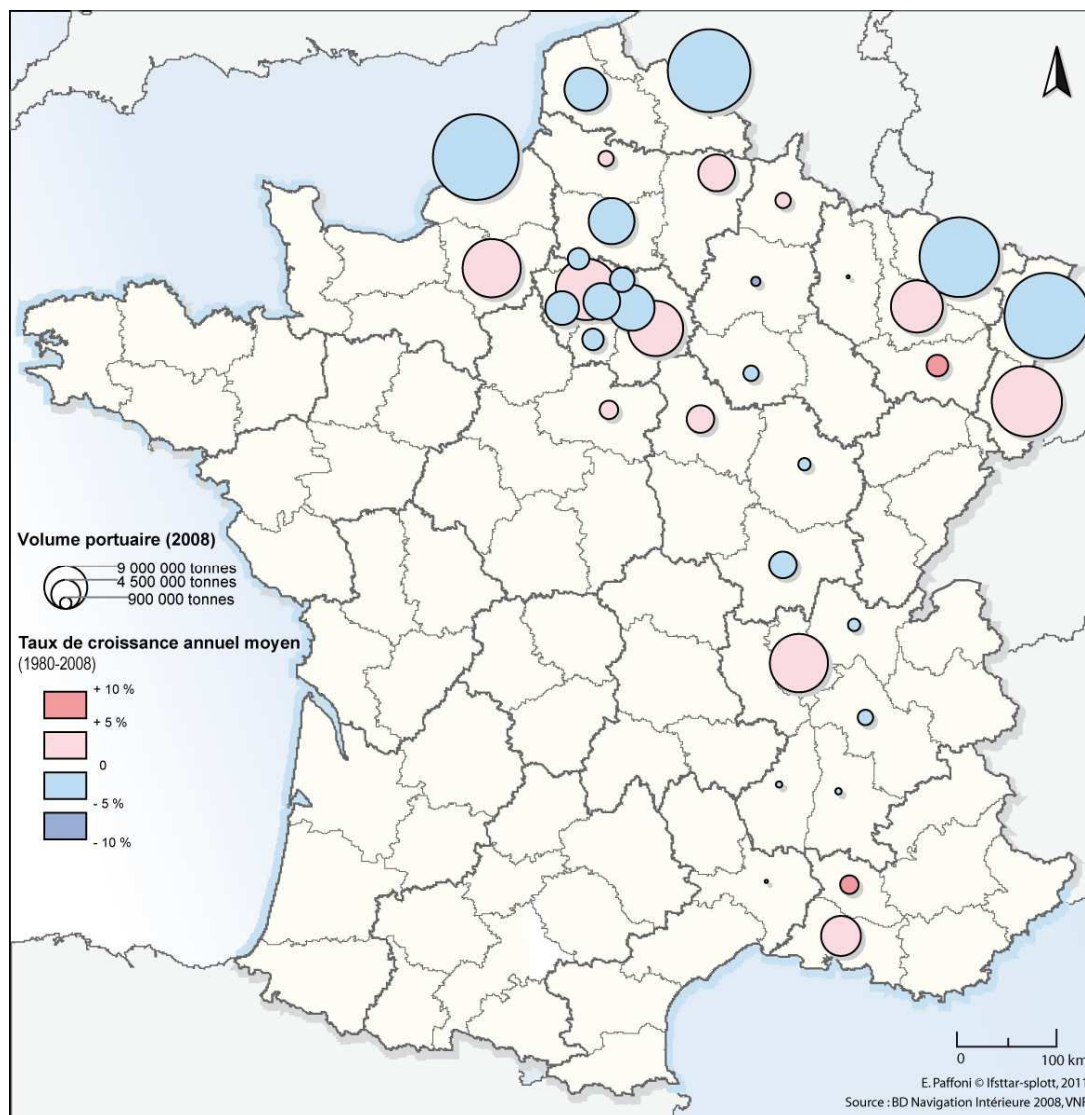 Volume portuaire (2008)
9 000 000 tonnes
4 500 000 tonnes
900 000 tonnes
Taux de croissance annuel moyen
(1980-2008)
+ 10 %
+ 5 %
0
- 5 %
- 10 %
0 100 km
E. Paffoni © Ifsttar-splott, 2011
Source : BD Navigation Intérieure 2008, VNF